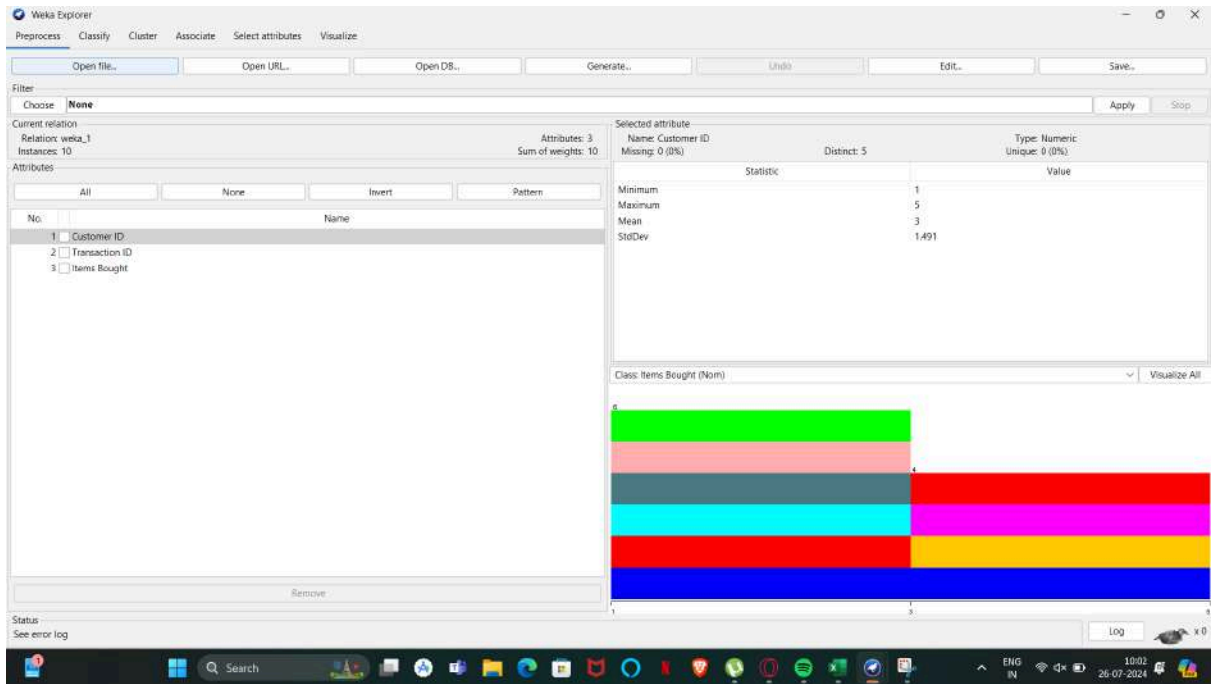 Weka Explorer
Preprocess Classify Cluster Associate Select attributes Visualize
Open file... Open URL... Open DB... Generate... Undo Edit... Save...
Filter
Choose None Apply Stop
Current relation
Relation: weka_1 Attributes: 3
Instances: 10 Sum of weights: 10
Selected attribute
Name: Customer ID Type: Numeric
Missing: 0 (0%) Distinct: 5 Unique: 0 (0%)
Attributes
All None Invert Pattern
No. Name
1 Customer ID
2 Transaction ID
3 Items Bought
Remove
Statistic Value
Minimum 1
Maximum 5
Mean 3
StdDev 1.491
Class: Items Bought (Nom) Visualize All
6
4
1 3 5
Status
See error log Log x 0
Search
ENG 10:02
IN 26-07-2024